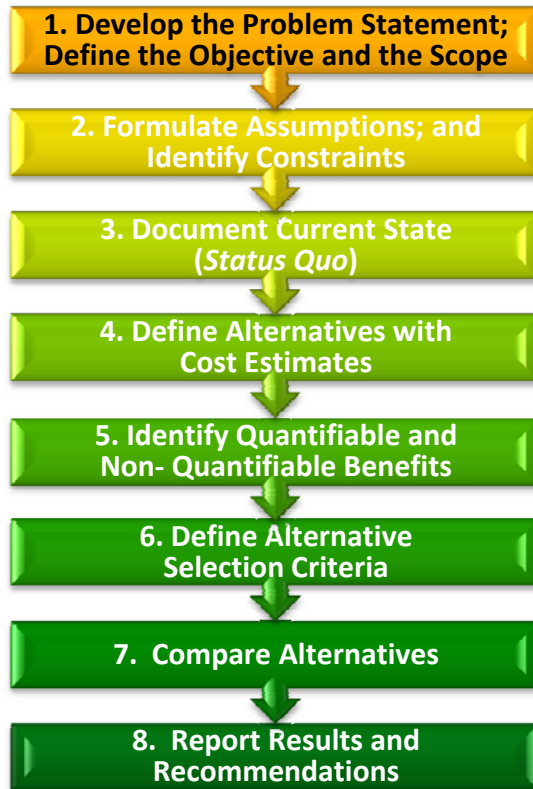 1. Develop the Problem Statement;
Define the Objective and the Scope
2. Formulate Assumptions; and
Identify Constraints
3. Document Current State
(Status Quo)
4. Define Alternatives with
Cost Estimates
5. Identify Quantifiable and
Non- Quantifiable Benefits
6. Define Alternative
Selection Criteria
7. Compare Alternatives
8. Report Results and
Recommendations